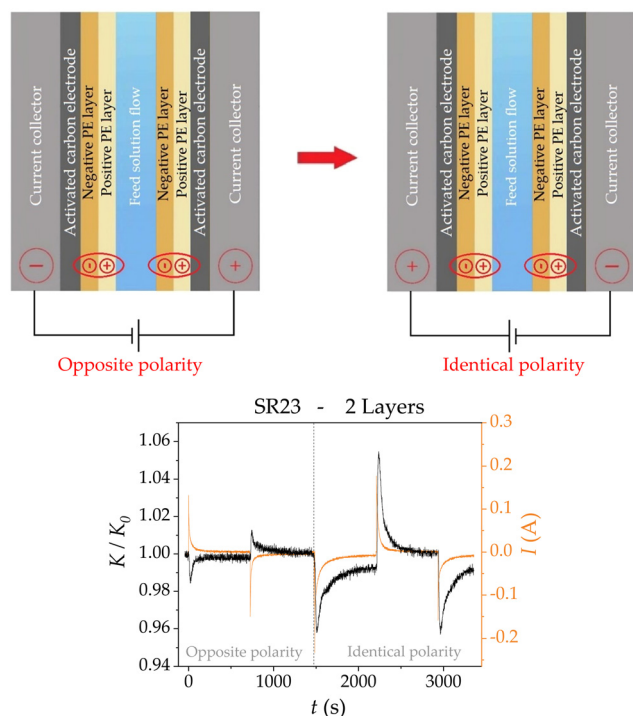 Current collector
Activated carbon electrode
Negative PE layer
Positive PE layer
Feed solution flow
Negative PE layer
Positive PE layer
Activated carbon electrode
Current collector
− - + - + +
Opposite polarity
Current collector
Activated carbon electrode
Negative PE layer
Positive PE layer
Feed solution flow
Negative PE layer
Positive PE layer
Activated carbon electrode
Current collector
+ - + - + −
Identical polarity
SR23 - 2 Layers
K / K0
1.06
1.04
1.02
1.00
0.98
0.96
0.94
0.3
0.2
0.1
0.0
-0.1
-0.2
I (A)
Opposite polarity
Identical polarity
0 1000 2000 3000
t (s)